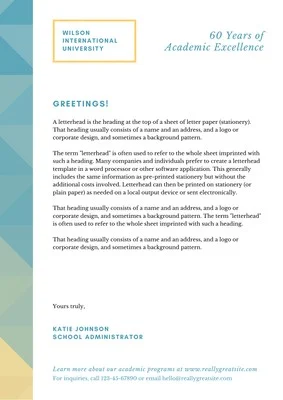 WILSON
INTERNATIONAL
UNIVERSITY
60 Years of
Academic Excellence
GREETINGS!
A letterhead is the heading at the top of a sheet of letter paper (stationery).
That heading usually consists of a name and an address, and a logo or
corporate design, and sometimes a background pattern.
The term "letterhead" is often used to refer to the whole sheet imprinted with
such a heading. Many companies and individuals prefer to create a letterhead
template in a word processor or other software application. This generally
includes the same information as pre-printed stationery but without the
additional costs involved. Letterhead can then be printed on stationery (or
plain paper) as needed on a local output device or sent electronically.
That heading usually consists of a name and an address, and a logo or
corporate design, and sometimes a background pattern. The term "letterhead"
is often used to refer to the whole sheet imprinted with such a heading.
That heading usually consists of a name and an address, and a logo or
corporate design, and sometimes a background pattern.
Yours truly,
KATIE JOHNSON
SCHOOL ADMINISTRATOR
Learn more about our academic programs at www.reallygreatsite.com
For inquiries, call 123-45-67890 or email hello@reallygreatsite.com